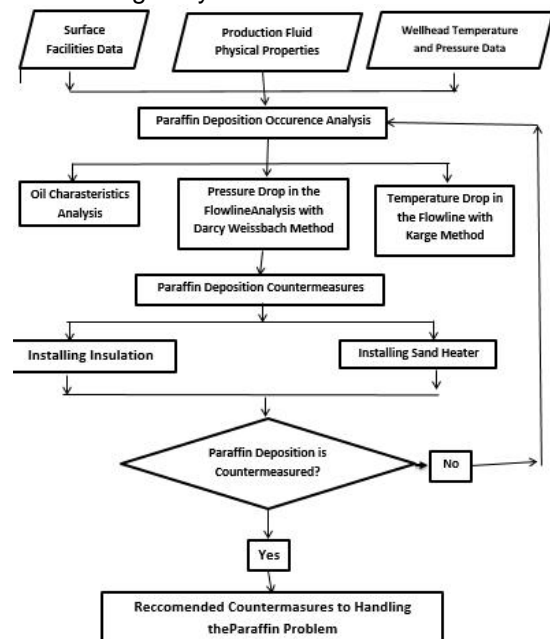 Surface
Facilities Data
Production Fluid
Physical Properties
Wellhead Temperature
and Pressure Data
Paraffin Deposition Occurence Analysis
Oil Charasteristics
Analysis
Pressure Drop in the
FlowlineAnalysis with
Darcy Weissbach Method
Temperature Drop in
the Flowline with
Karge Method
Paraffin Deposition Countermeasures
Installing Insulation
Installing Sand Heater
Paraffin Deposition is
Countermeasured?
No
Yes
Reccomended Countermasures to Handling
theParaffin Problem